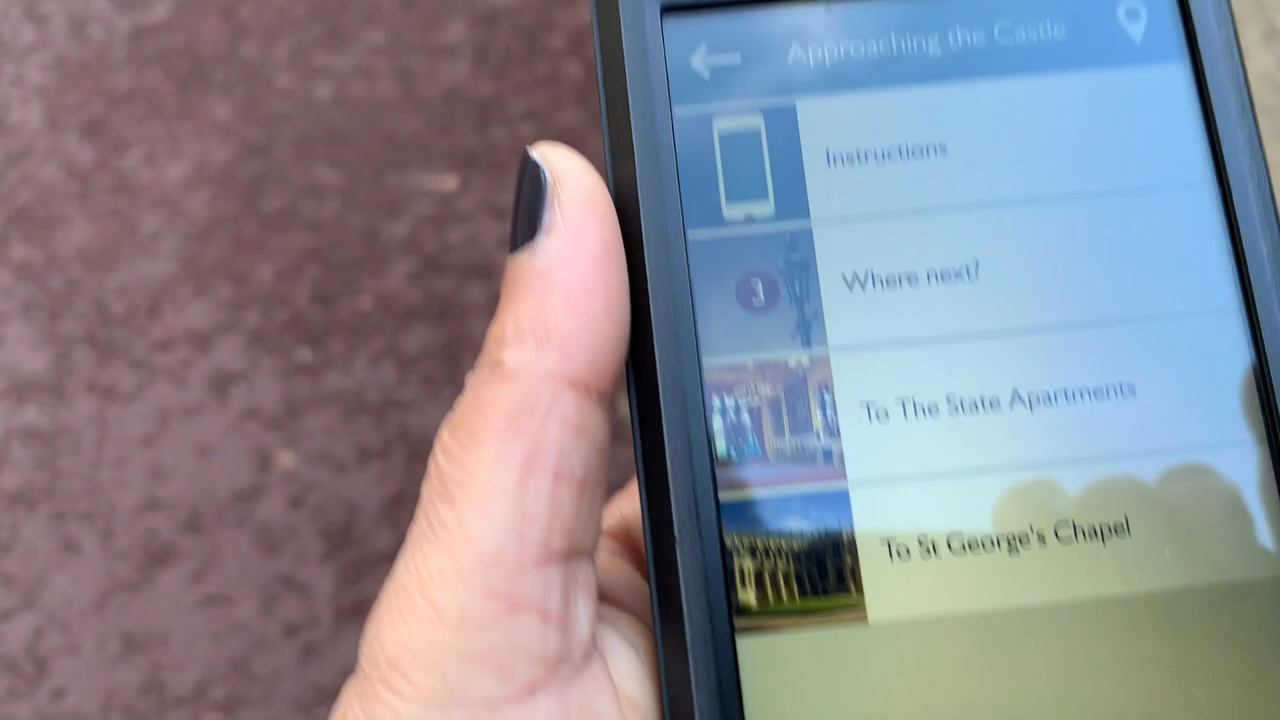 Approaching the Castle
Instructions
3
Where next?
To The State Apartments
To St George's Chapel